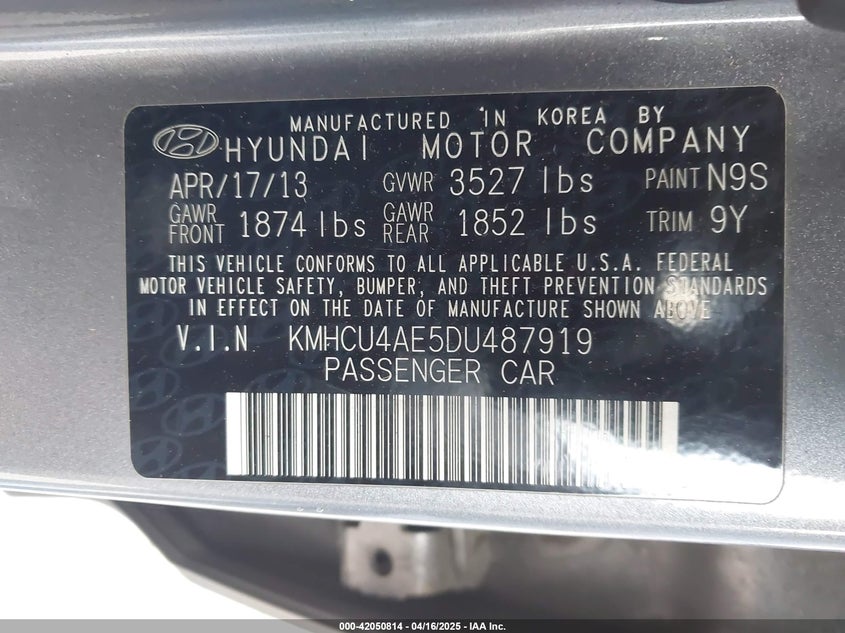 MANUFACTURED IN KOREA BY
HYUNDAI MOTOR COMPANY
APR/17/13 GVWR 3527 lbs PAINT N9S
GAWR FRONT 1874 lbs GAWR REAR 1852 lbs TRIM 9Y
THIS VEHICLE CONFORMS TO ALL APPLICABLE U.S.A. FEDERAL
MOTOR VEHICLE SAFETY, BUMPER, AND THEFT PREVENTION STANDARDS
IN EFFECT ON THE DATE OF MANUFACTURE SHOWN ABOVE
V.I.N KMHCU4AE5DU487919
PASSENGER CAR
000-42050814 - 04/16/2025 - IAA Inc.